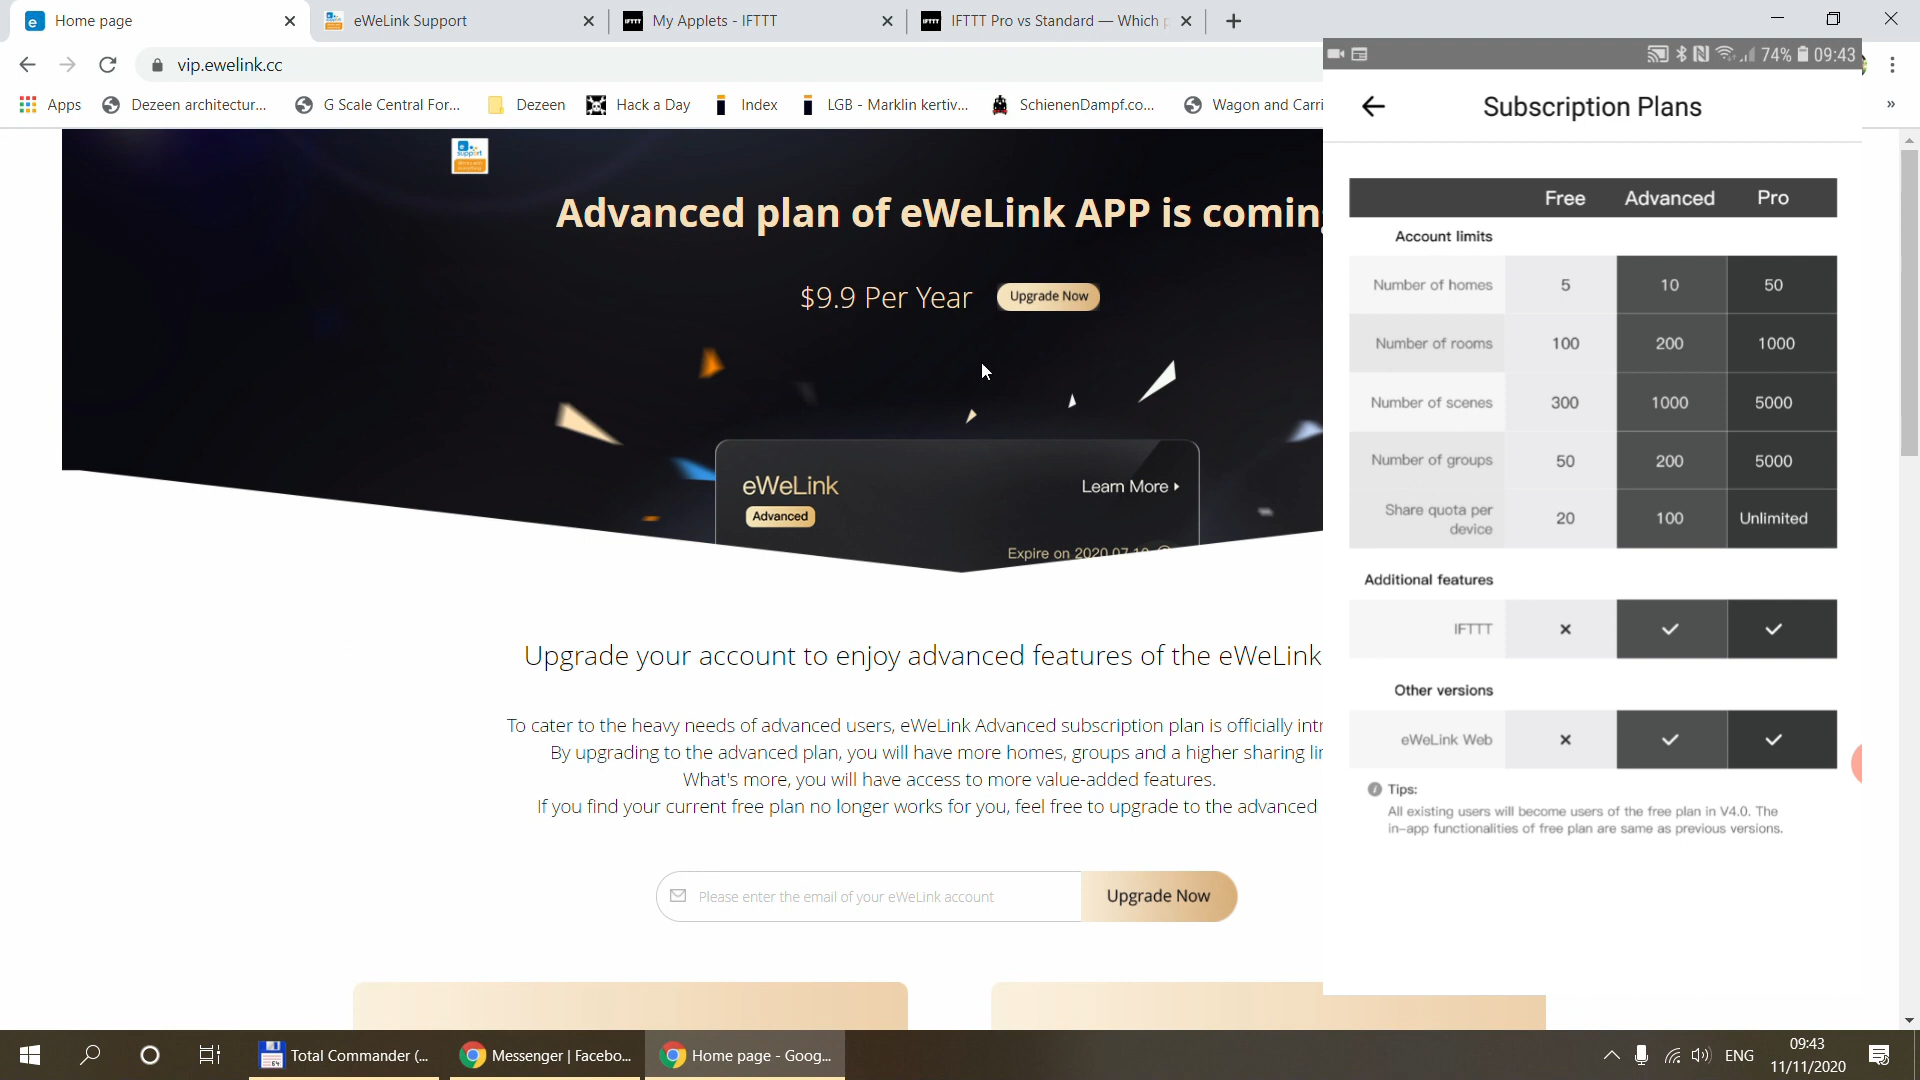 Home page
eWeLink Support
My Applets - IFTTT
IFTTT Pro vs Standard — Which
vip.ewelink.cc
Apps
Dezeen architectur...
G Scale Central For...
Dezeen
Hack a Day
Index
LGB - Marklin kertiv...
SchienenDampf.co...
Wagon and Carri
»
Advanced plan of eWeLink APP is coming
$9.9 Per Year
Upgrade Now
eWeLink
Learn More
Advanced
Expire on 2020.07.10
Upgrade your account to enjoy advanced features of the eWeLink
To cater to the heavy needs of advanced users, eWeLink Advanced subscription plan is officially intr
By upgrading to the advanced plan, you will have more homes, groups and a higher sharing lir
What's more, you will have access to more value-added features.
If you find your current free plan no longer works for you, feel free to upgrade to the advanced
Please enter the email of your eWeLink account
Upgrade Now
74% 09:43
Subscription Plans
Free Advanced Pro
Account limits
Number of homes 5 10 50
Number of rooms 100 200 1000
Number of scenes 300 1000 5000
Number of groups 50 200 5000
Share quota per
device 20 100 Unlimited
Additional features
IFTTT
Other versions
eWeLink Web
Tips:
All existing users will become users of the free plan in V4.0. The
in-app functionalities of free plan are same as previous versions.
Total Commander (...
Messenger | Facebo...
Home page - Goog...
ENG
09:43
11/11/2020